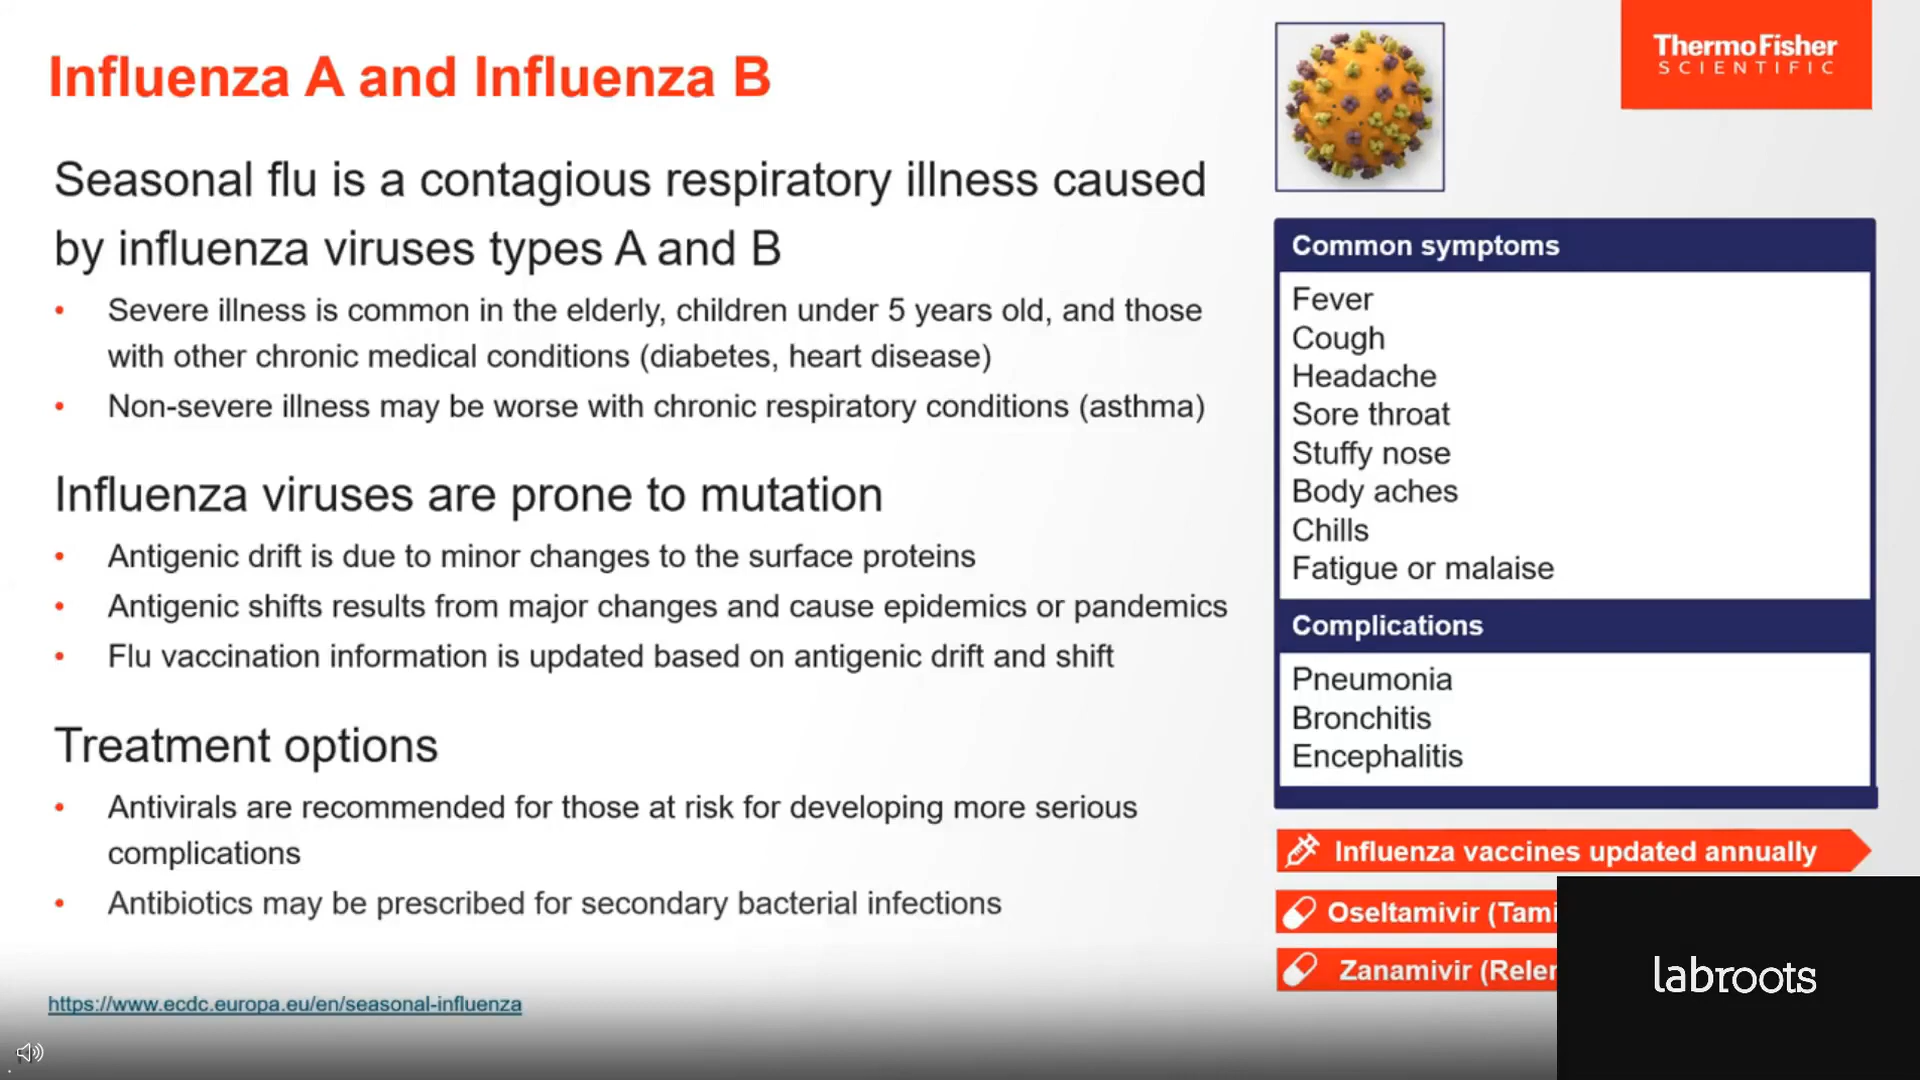 Influenza A and Influenza B
ThermoFisher
SCIENTIFIC
Seasonal flu is a contagious respiratory illness caused
by influenza viruses types A and B
• Severe illness is common in the elderly, children under 5 years old, and those
with other chronic medical conditions (diabetes, heart disease)
• Non-severe illness may be worse with chronic respiratory conditions (asthma)
Influenza viruses are prone to mutation
• Antigenic drift is due to minor changes to the surface proteins
• Antigenic shifts results from major changes and cause epidemics or pandemics
• Flu vaccination information is updated based on antigenic drift and shift
Treatment options
• Antivirals are recommended for those at risk for developing more serious
complications
• Antibiotics may be prescribed for secondary bacterial infections
https://www.ecdc.europa.eu/en/seasonal-influenza
Common symptoms
Fever
Cough
Headache
Sore throat
Stuffy nose
Body aches
Chills
Fatigue or malaise
Complications
Pneumonia
Bronchitis
Encephalitis
Influenza vaccines updated annually
Oseltamivir
Zanamivir
labroots